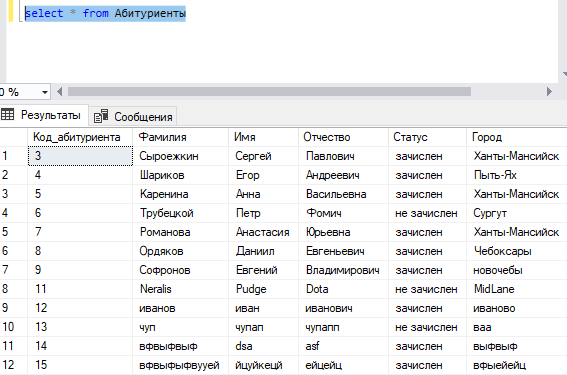 select * from Абитуриенты
0 %
Результаты Сообщения
Код_абитуриента Фамилия Имя Отчество Статус Город
1 3 Сыроежкин Сергей Павлович зачислен Ханты-Мансийск
2 4 Шариков Егор Андреевич зачислен Пыть-Ях
3 5 Каренина Анна Васильевна зачислен Ханты-Мансийск
4 6 Трубецкой Петр Фомич не зачислен Сургут
5 7 Романова Анастасия Юрьевна зачислен Ханты-Мансийск
6 8 Ордяков Даниил Евгеньевич зачислен Чебоксары
7 9 Софронов Евгений Владимирович зачислен новочебы
8 11 Neralis Pudge Dota не зачислен MidLane
9 12 иванов иван иванович зачислен иваново
10 13 чуп чупап чупапп не зачислен ваа
11 14 вфвыфвыф dsa asf зачислен выфвыф
12 15 вфвыфыфвууей йцуйкецй ейцейц зачислен вфыейейц